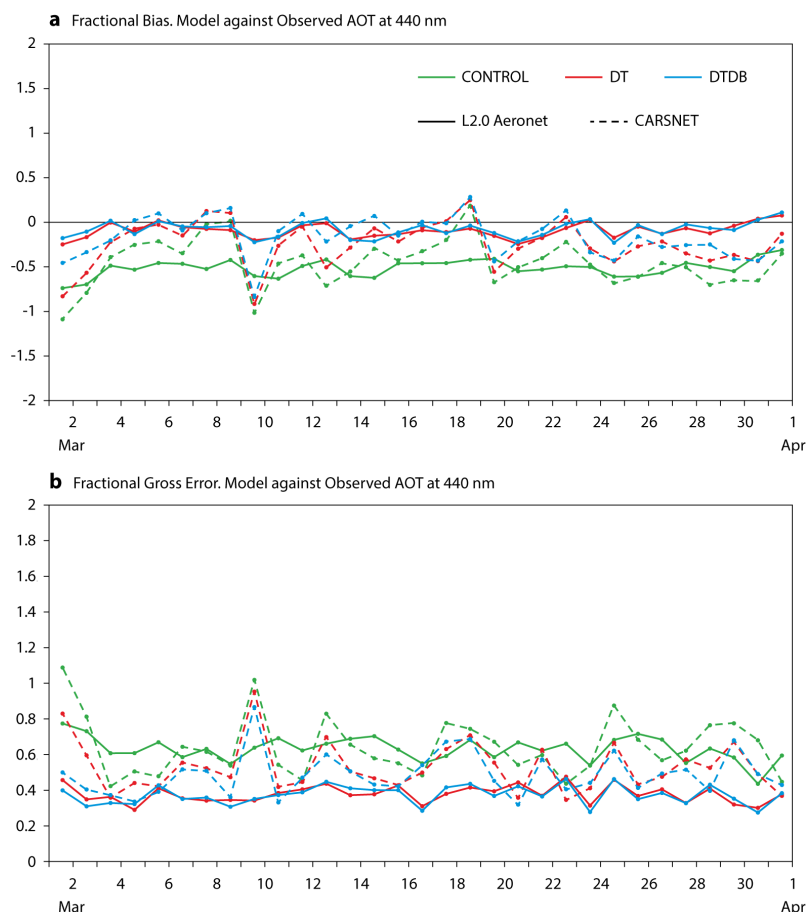 a Fractional Bias. Model against Observed AOT at 440 nm
2
1.5
1
0.5
0
-0.5
-1
-1.5
-2
CONTROL DT DTDB
L2.0 Aeronet CARSNET
2 4 6 8 10 12 14 16 18 20 22 24 26 28 30 1
Mar Apr
b Fractional Gross Error. Model against Observed AOT at 440 nm
2
1.8
1.6
1.4
1.2
1
0.8
0.6
0.4
0.2
0
2 4 6 8 10 12 14 16 18 20 22 24 26 28 30 1
Mar Apr